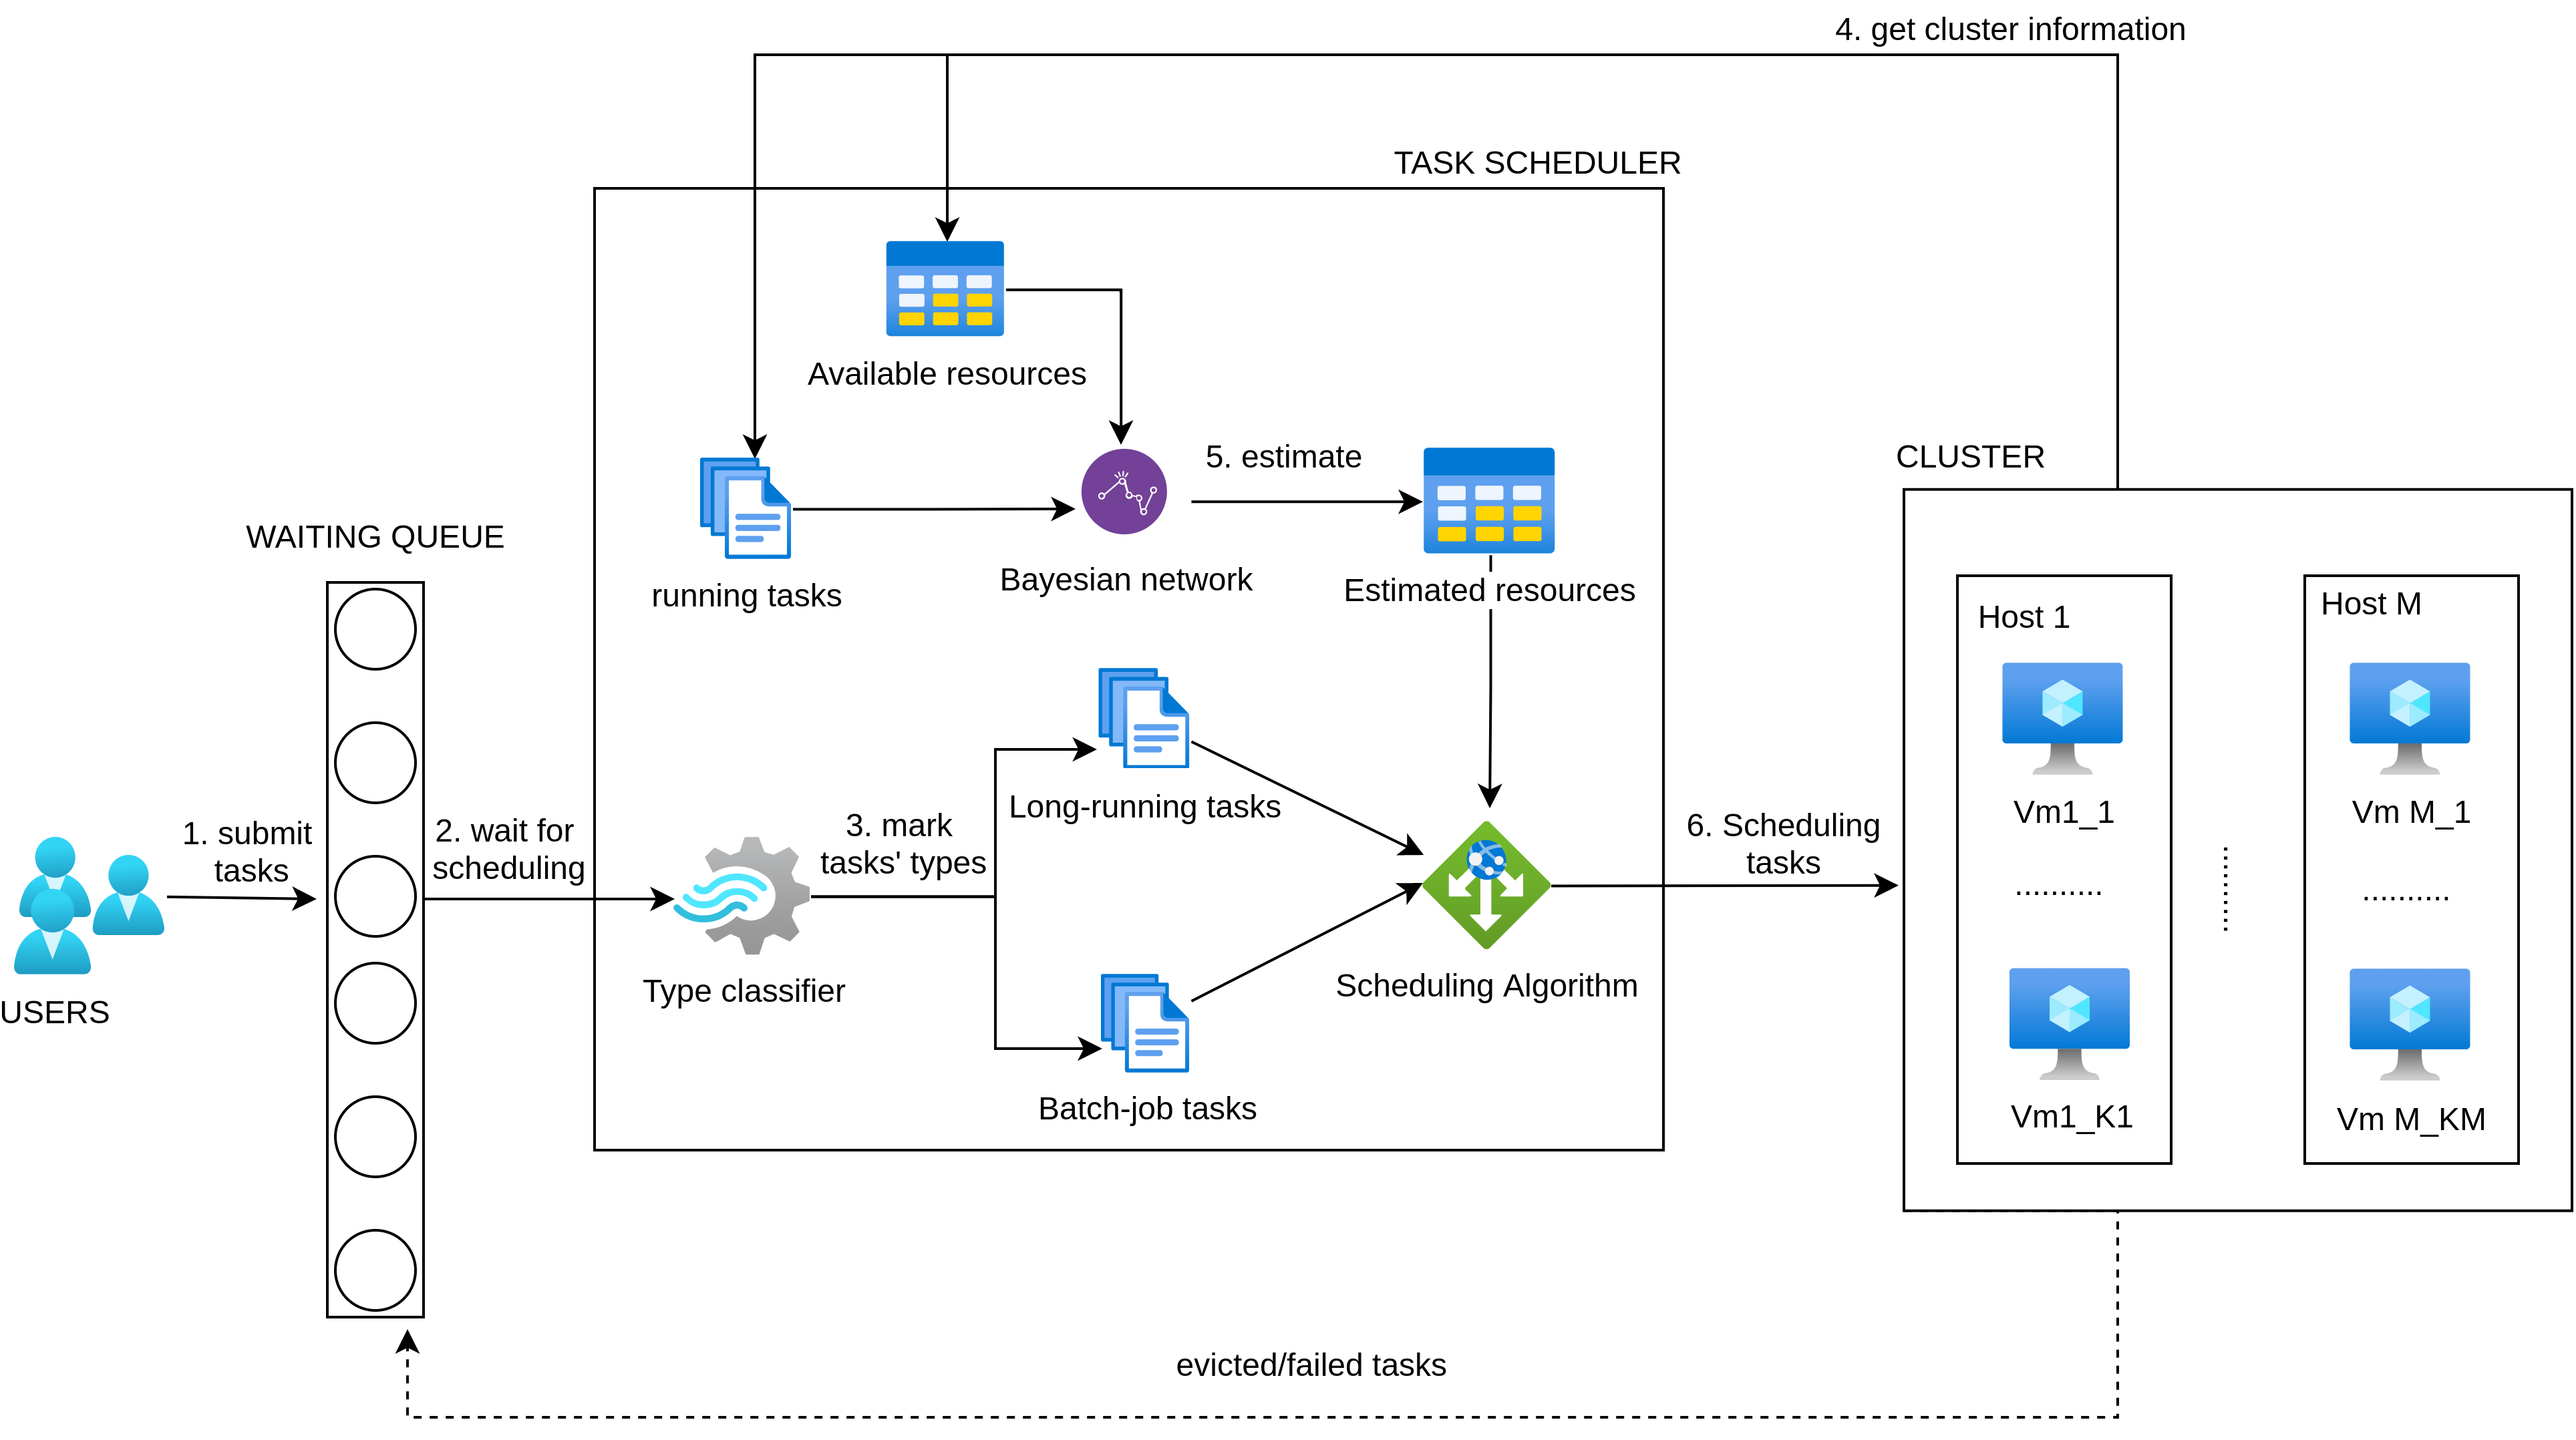 4. get cluster information
TASK SCHEDULER
Available resources
5. estimate
CLUSTER
WAITING QUEUE
running tasks
Bayesian network
Estimated resources
Host 1
Host M
1. submit
tasks
2. wait for
scheduling
3. mark
tasks' types
Long-running tasks
6. Scheduling
tasks
Vm1_1
Vm M_1
..........
..........
..........
USERS
Type classifier
Scheduling Algorithm
Batch-job tasks
Vm1_K1
Vm M_KM
evicted/failed tasks